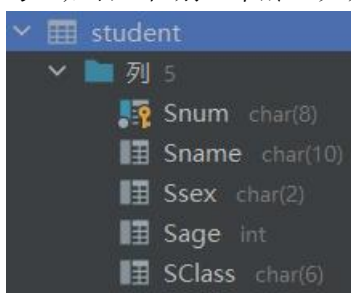 student
列 5
Snum char(8)
Sname char(10)
Ssex char(2)
Sage int
SClass char(6)